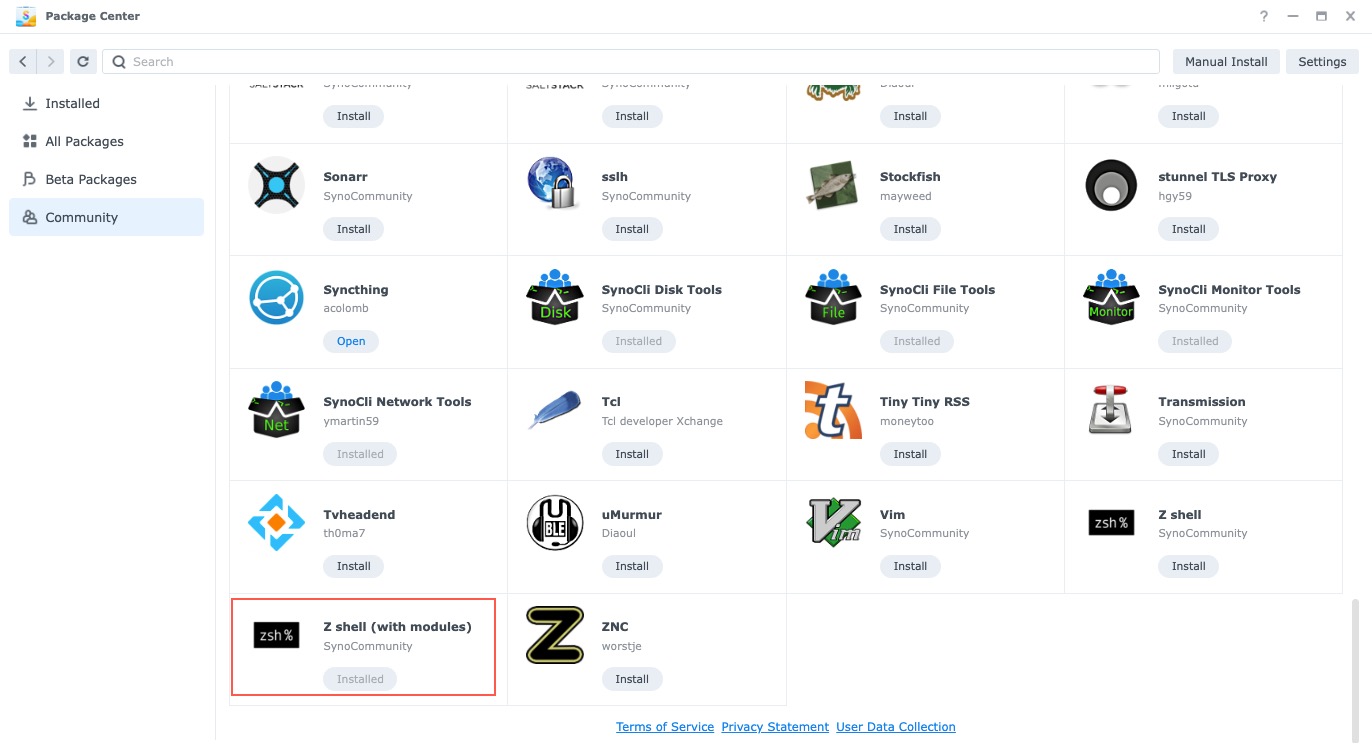 Package Center
?
Search
Manual Install
Settings
Installed
All Packages
Beta Packages
Community
SALTSTACK
SynoCommunity
Install
SALTSTACK
SynoCommunity
Install
Diaoul
Install
Install
Sonarr
SynoCommunity
Install
sslh
SynoCommunity
Install
Stockfish
mayweed
Install
stunnel TLS Proxy
hgy59
Install
Syncthing
acolomb
Open
Disk
SynoCli Disk Tools
SynoCommunity
Installed
File
SynoCli File Tools
SynoCommunity
Installed
Monitor
SynoCli Monitor Tools
SynoCommunity
Installed
Net
SynoCli Network Tools
ymartin59
Installed
Tcl
Tcl developer Xchange
Install
t
Tiny Tiny RSS
moneytoo
Install
Transmission
SynoCommunity
Install
Tvheadend
th0ma7
Install
BLE
uMurmur
Diaoul
Install
Vim
Vim
SynoCommunity
Install
zsh %
Z shell
SynoCommunity
Install
zsh %
Z shell (with modules)
SynoCommunity
Installed
Z
ZNC
worstje
Install
Terms of Service Privacy Statement User Data Collection